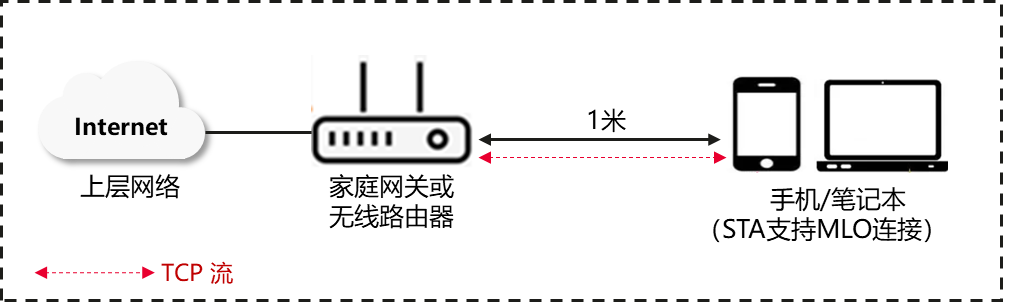 Internet
上层网络
家庭网关或
无线路由器
1米
手机/笔记本
（STA支持MLO连接）
TCP 流